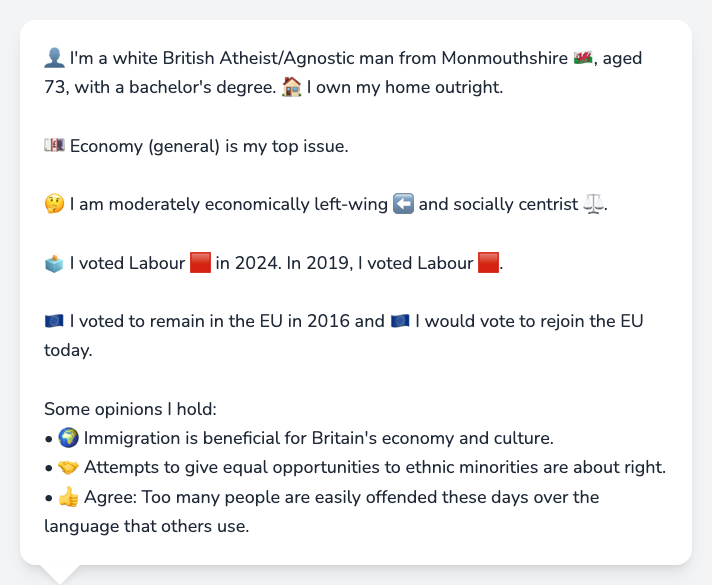 👤 I'm a white British Atheist/Agnostic man from Monmouthshire 🏴󠁧󠁢󠁷󠁬󠁳󠁿, aged
73, with a bachelor's degree. 🏠 I own my home outright.
💷 Economy (general) is my top issue.
🤔 I am moderately economically left-wing ⬅️ and socially centrist ⚖️.
🗳️ I voted Labour 🟥 in 2024. In 2019, I voted Labour 🟥.
🇪🇺 I voted to remain in the EU in 2016 and 🇪🇺 I would vote to rejoin the EU
today.
Some opinions I hold:
• 🌍 Immigration is beneficial for Britain's economy and culture.
• 🤝 Attempts to give equal opportunities to ethnic minorities are about right.
• 👍 Agree: Too many people are easily offended these days over the
language that others use.